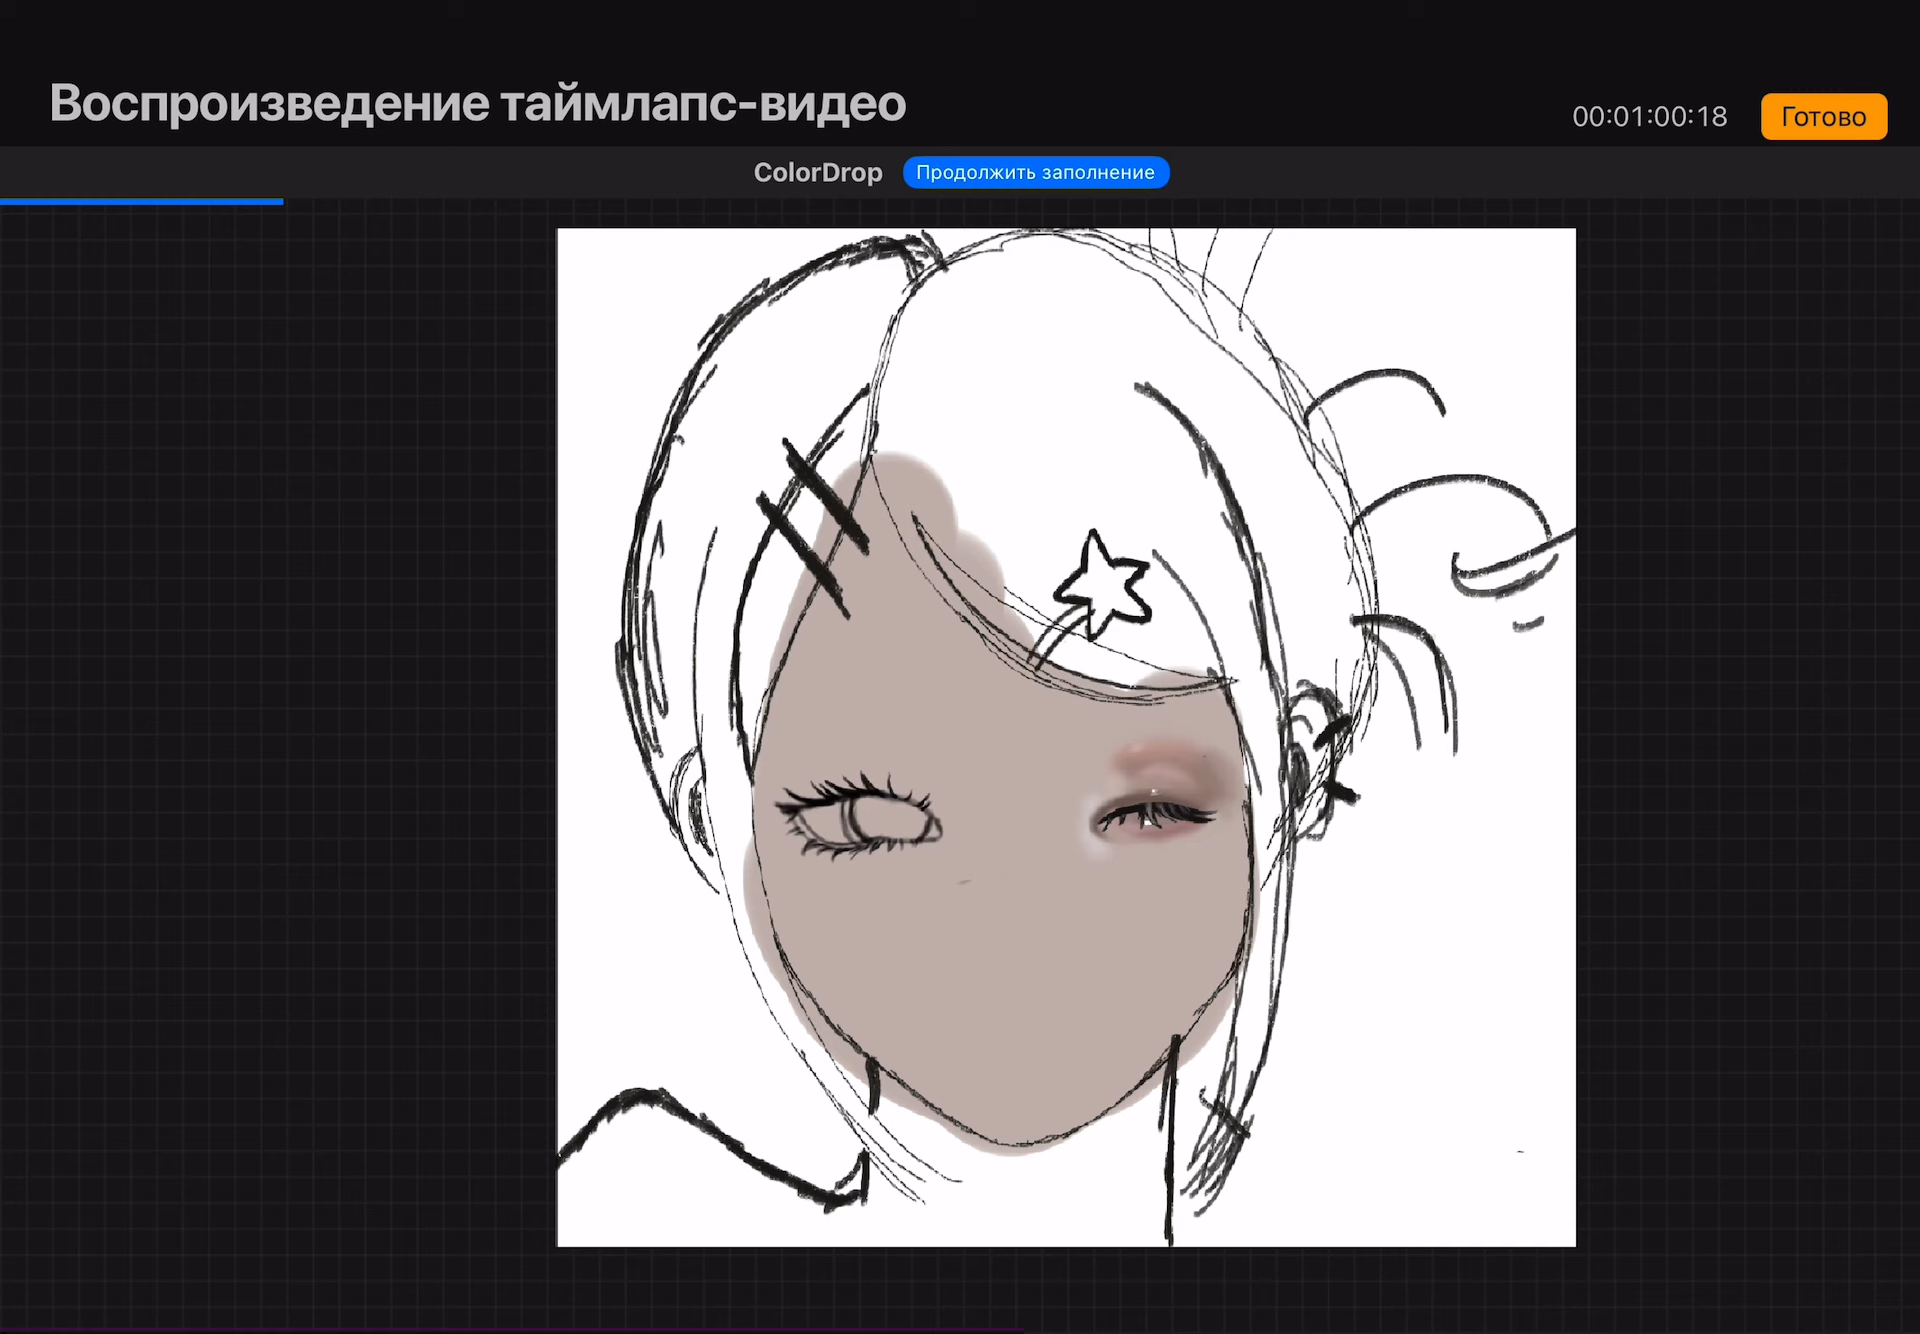 Воспроизведение таймлапс-видео
00:01:00:18
Готово
ColorDrop
Продолжить заполнение